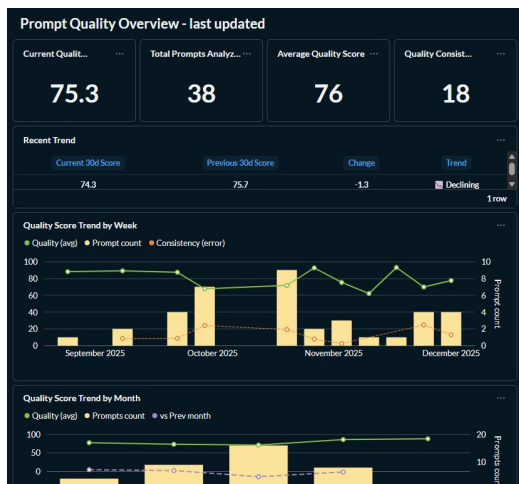 Prompt Quality Overview - last updated
Current Qualit... ...
Total Prompts Analyz... ...
Average Quality Score ...
Quality Consist... ...
75.3
38
76
18
Recent Trend ...
Current 30d Score Previous 30d Score Change Trend
74.3 75.7 -1.3 Declining
1 row
Quality Score Trend by Week
Quality (avg) Prompt count Consistency (error)
100 10
80 8
60 6
40 4
20 2
0 0
Prompt count
September 2025 October 2025 November 2025 December 2025
Quality Score Trend by Month ...
Quality (avg) Prompts count vs Prev month
100 20
50 10
0
Prompts coun